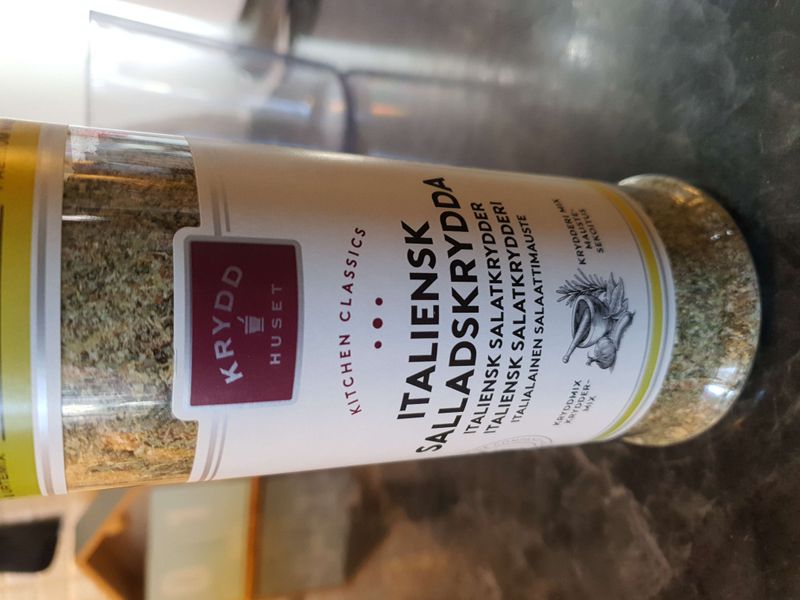 KRYDD
HUSET
KITCHEN CLASSICS
ITALIENSK
SALLADSKRYDDA
ITALIENSK SALATKRYDDER
ITALIENSK SALATKRYDDERI
ITALIALAINEN SALAATTIMAUSTE
KRYDDMIX
KRYDDER-
MIX
KRYDDERI MIX
MAUSTE-
SEKOITUS